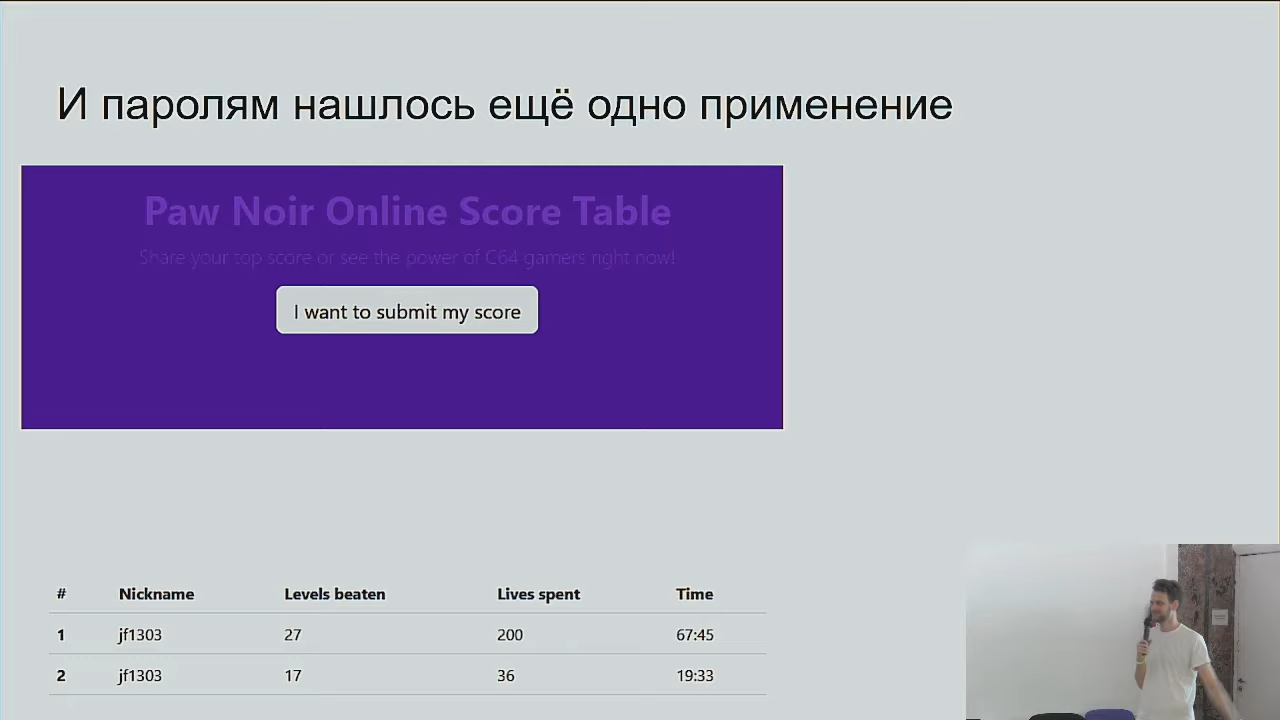 И паролям нашлось ещё одно применение
Paw Noir Online Score Table
Share your top score or see the power of C64 gamers right now!
I want to submit my score
# Nickname Levels beaten Lives spent Time
1 jf1303 27 200 67:45
2 jf1303 17 36 19:33